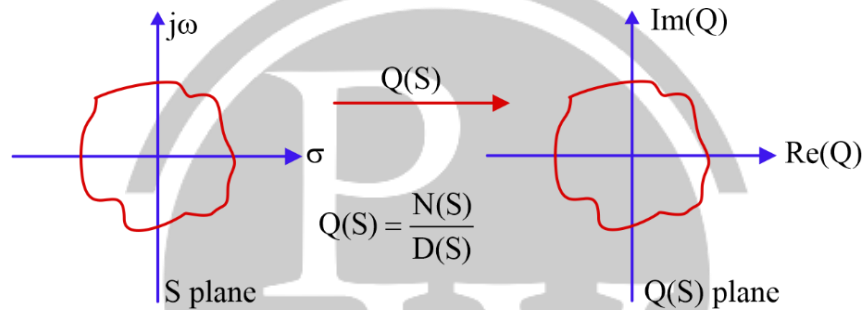 jω
Im(Q)
Q(S)
σ
Re(Q)
Q(S) = N(S)/D(S)
S plane
Q(S) plane